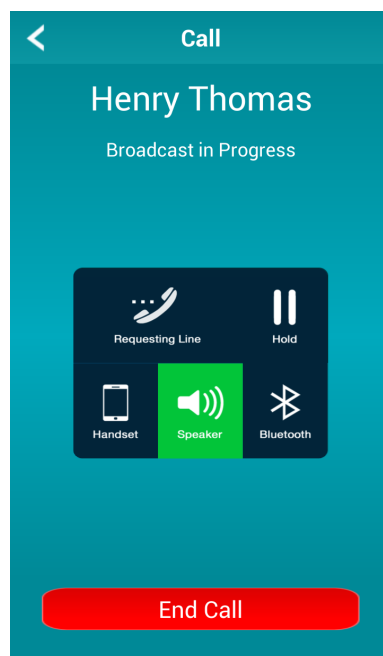 Call
Henry Thomas
Broadcast in Progress
Requesting Line
Hold
Handset
Speaker
Bluetooth
End Call